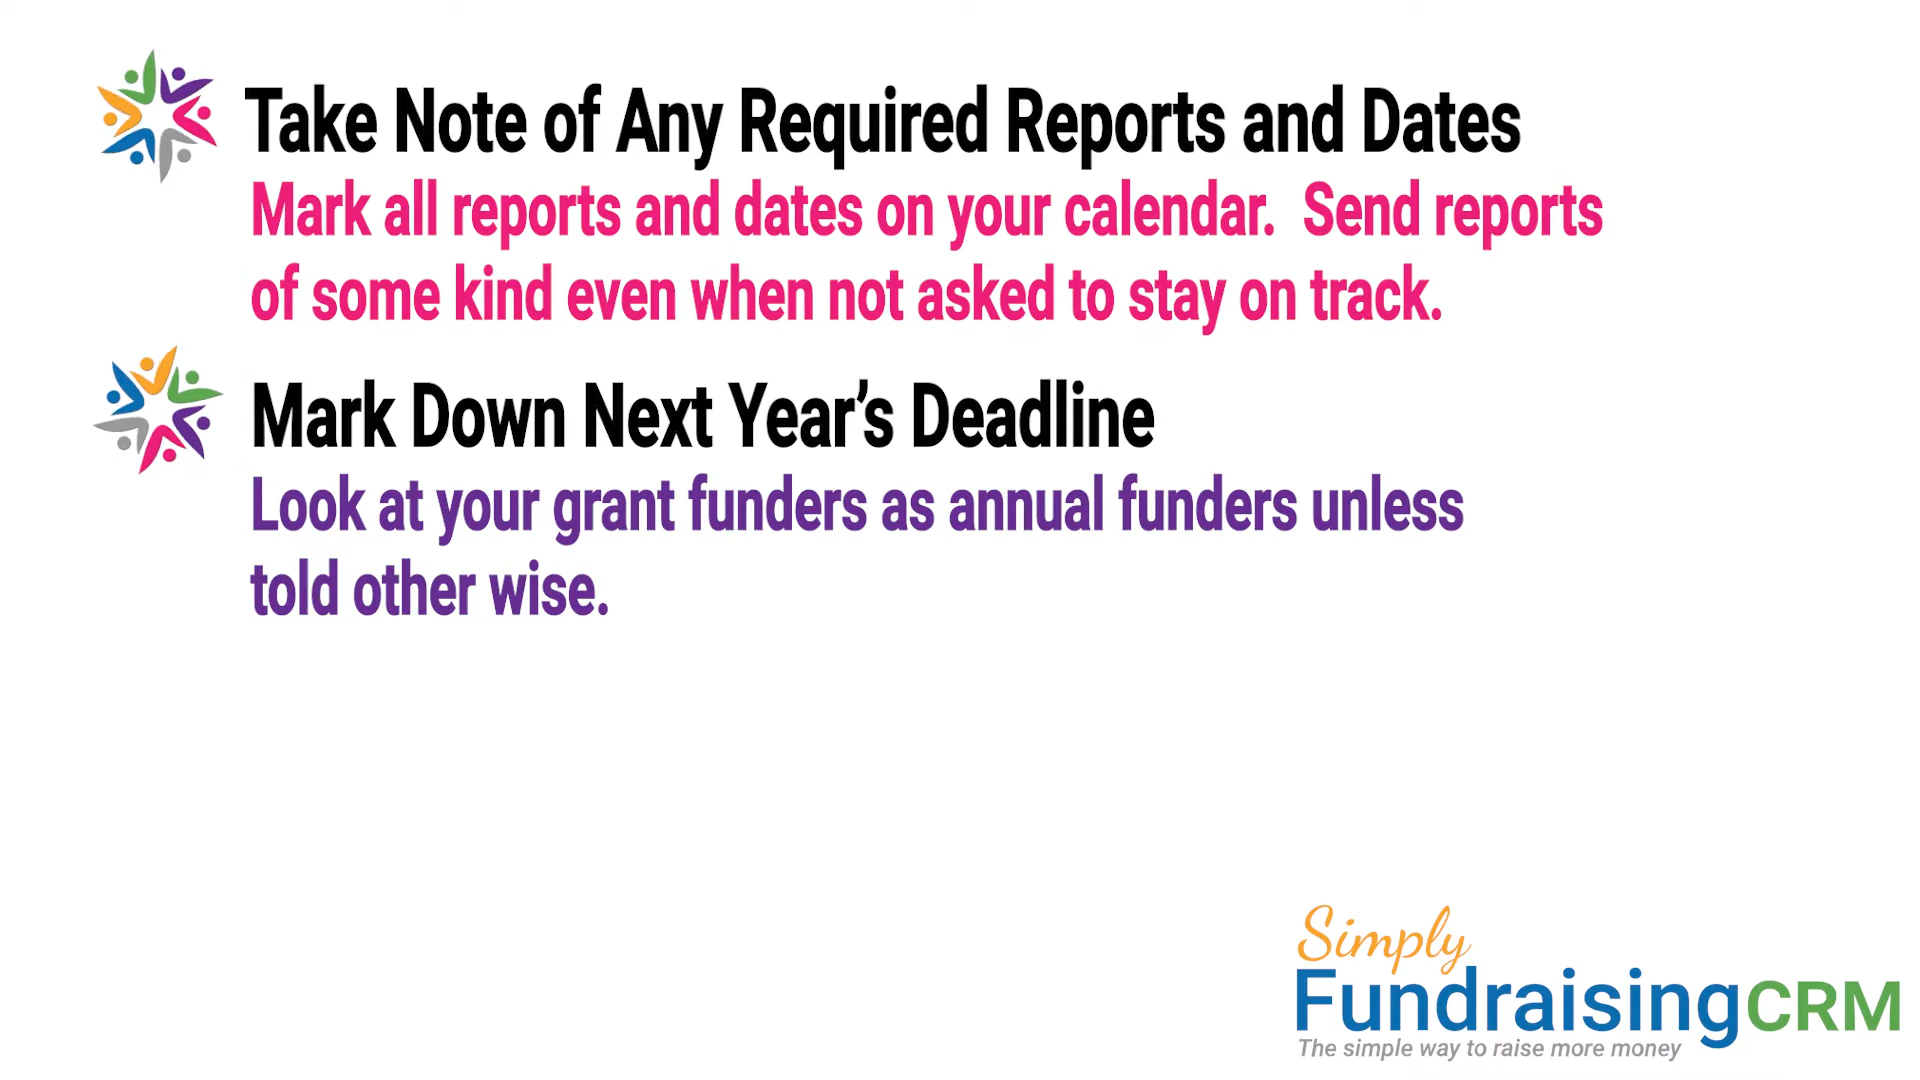 Take Note of Any Required Reports and Dates
Mark all reports and dates on your calendar.  Send reports
of some kind even when not asked to stay on track.
Mark Down Next Year’s Deadline
Look at your grant funders as annual funders unless
told other wise.
Simply
FundraisingCRM
The simple way to raise more money